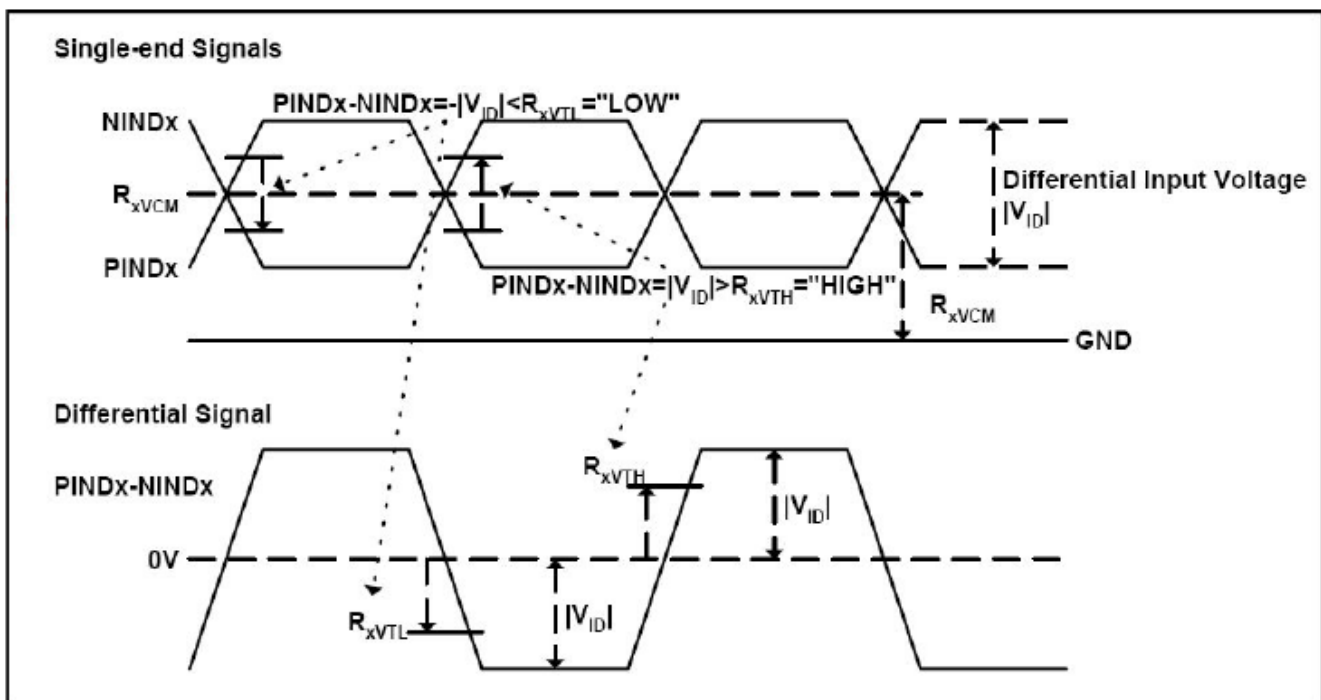 Single-end Signals
PINDx-NINDx=-|VID|<RxVTL="LOW"
NINDx
RxVCM
Differential Input Voltage
|VID|
PINDx
PINDx-NINDx=|VID|>RxVTH="HIGH"
RxVCM
GND
Differential Signal
RxVTH
PINDx-NINDx
|VID|
0V
RxVTL
|VID|